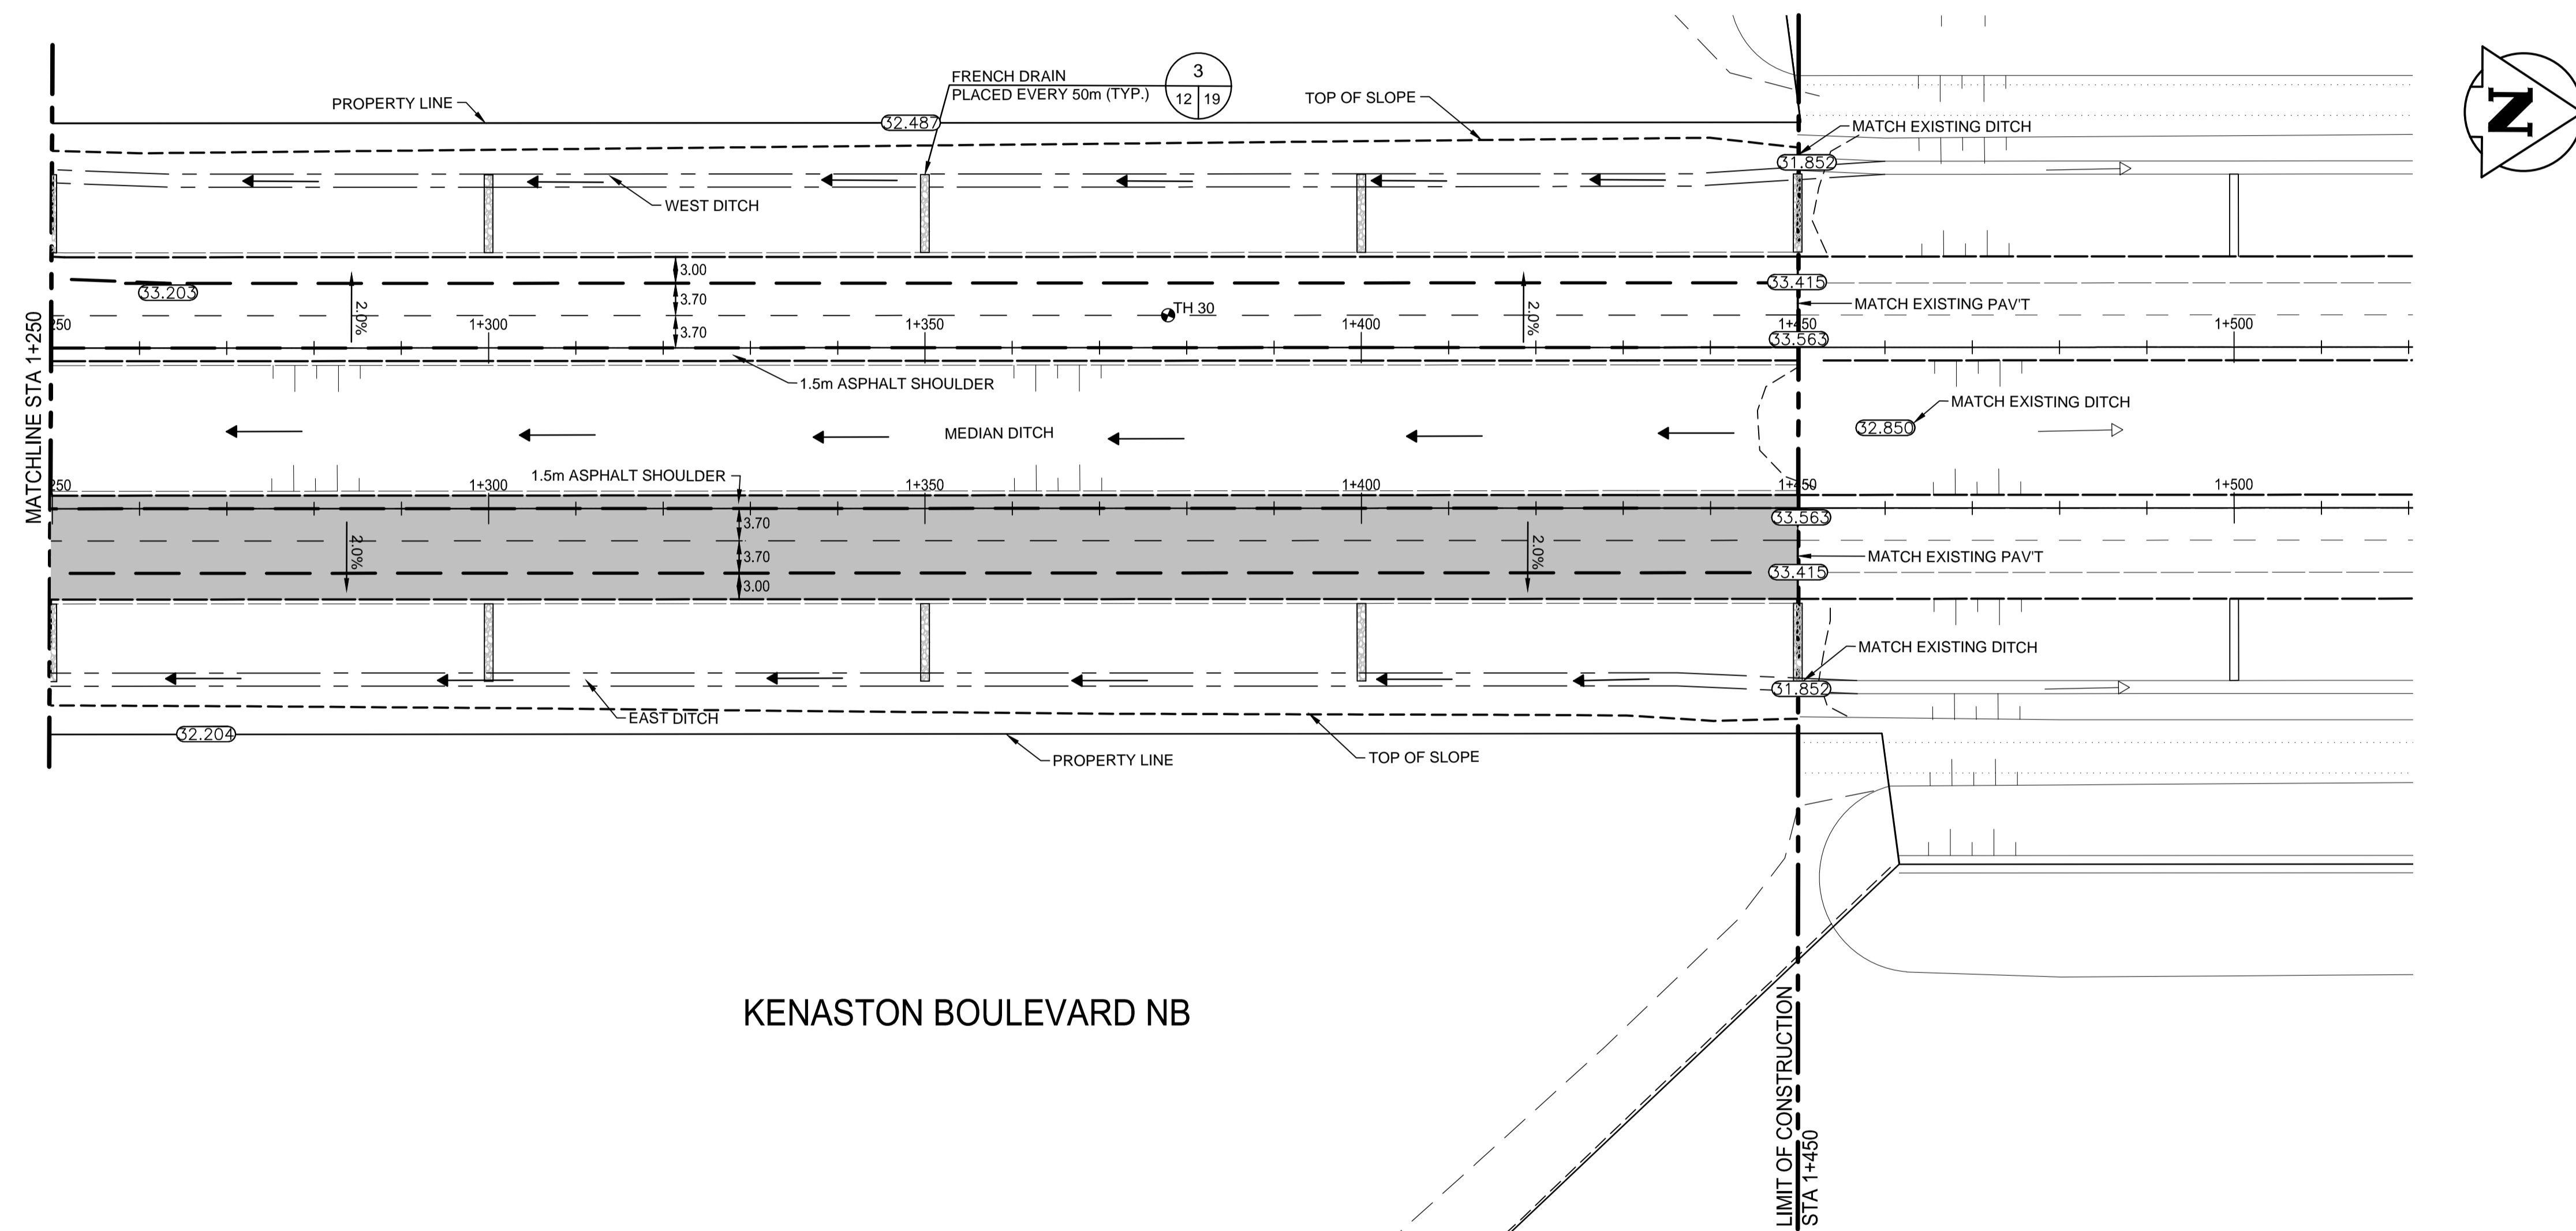 3
FRENCH DRAIN
PLACED EVERY 50m (TYP.)
12 19
PROPERTY LINE
TOP OF SLOPE
N
32.487
MATCH EXISTING DITCH
31.852
WEST DITCH
3.00
33.203
2.0%
3.70
TH 30
2.0%
33.415
MATCH EXISTING PAV'T
250
1+300
3.70
1+350
1+400
1+450
1+500
33.563
1.5m ASPHALT SHOULDER
MATCHLINE STA 1+250
MATCH EXISTING DITCH
32.850
MEDIAN DITCH
1.5m ASPHALT SHOULDER
250
1+300
1+350
1+400
1+450
1+500
33.563
3.70
2.0%
3.70
2.0%
MATCH EXISTING PAV'T
33.415
3.00
MATCH EXISTING DITCH
31.852
EAST DITCH
32.204
PROPERTY LINE
TOP OF SLOPE
KENASTON BOULEVARD NB
LIMIT OF CONSTRUCTION
STA 1+450